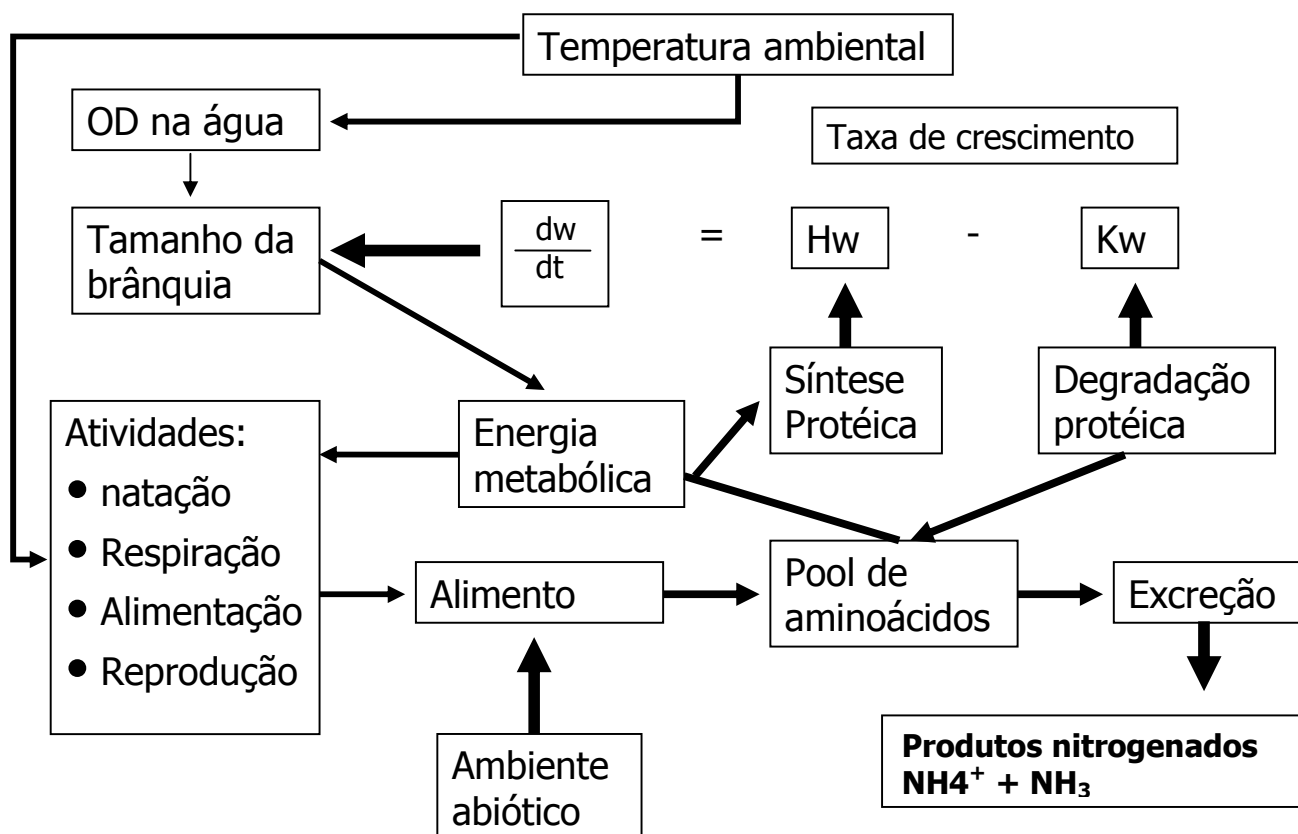 Temperatura ambiental
OD na água
Taxa de crescimento
Tamanho da
brânquia
dw
dt
=
Hw
-
Kw
Síntese
Protéica
Degradação
protéica
Atividades:
• natação
• Respiração
• Alimentação
• Reprodução
Energia
metabólica
Alimento
Pool de
aminoácidos
Excreção
Ambiente
abiótico
Produtos nitrogenados
NH4⁺ + NH₃